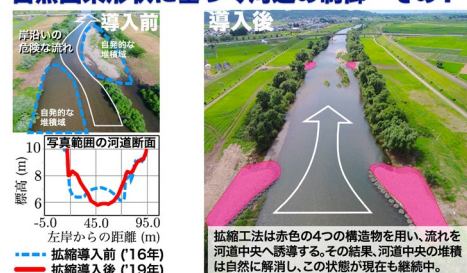 導入前
導入後
岸沿いの
危険な流れ
自発的な
堆積域
自発的な
堆積域
写真範囲の河道断面
標高 (m)
10
8
6
-5.0 45.0 95.0
左岸からの距離 (m)
拡縮導入前 ('16年)
拡縮導入後 ('19年)
拡縮工法は赤色の4つの構造物を用い、流れを
河道中央へ誘導する。その結果、河道中央の堆積
は自然に解消し、この状態が現在も継続中。